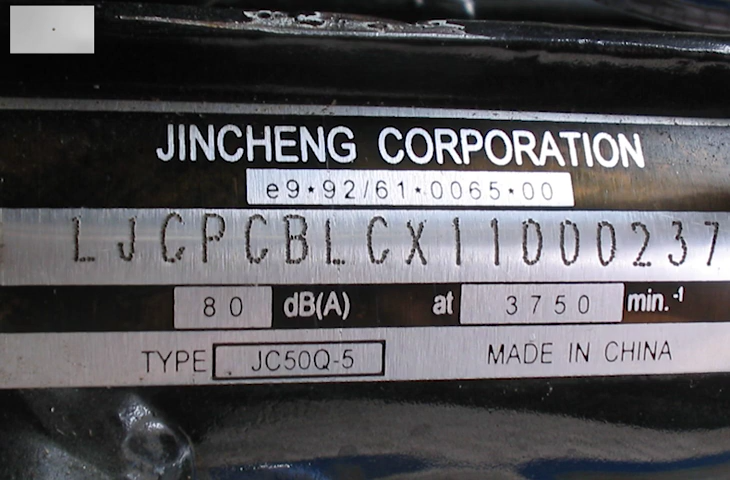 JINCHENG CORPORATION
e9*92/61*0065*00
LJCPCBLCX11000237
80 dB(A) at 3750 min.-1
TYPE JC50Q-5 MADE IN CHINA